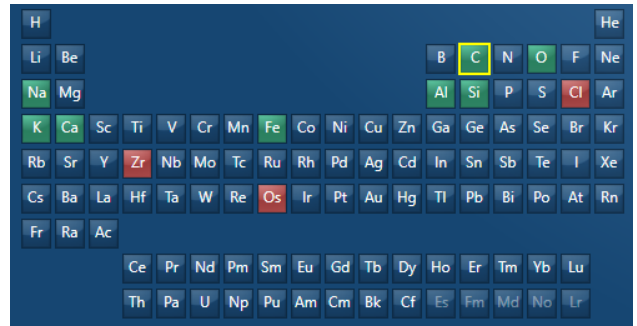 H He
Li Be B C N O F Ne
Na Mg Al Si P S Cl Ar
K Ca Sc Ti V Cr Mn Fe Co Ni Cu Zn Ga Ge As Se Br Kr
Rb Sr Y Zr Nb Mo Tc Ru Rh Pd Ag Cd In Sn Sb Te I Xe
Cs Ba La Hf Ta W Re Os Ir Pt Au Hg Tl Pb Bi Po At Rn
Fr Ra Ac
Ce Pr Nd Pm Sm Eu Gd Tb Dy Ho Er Tm Yb Lu
Th Pa U Np Pu Am Cm Bk Cf Es Fm Md No Lr